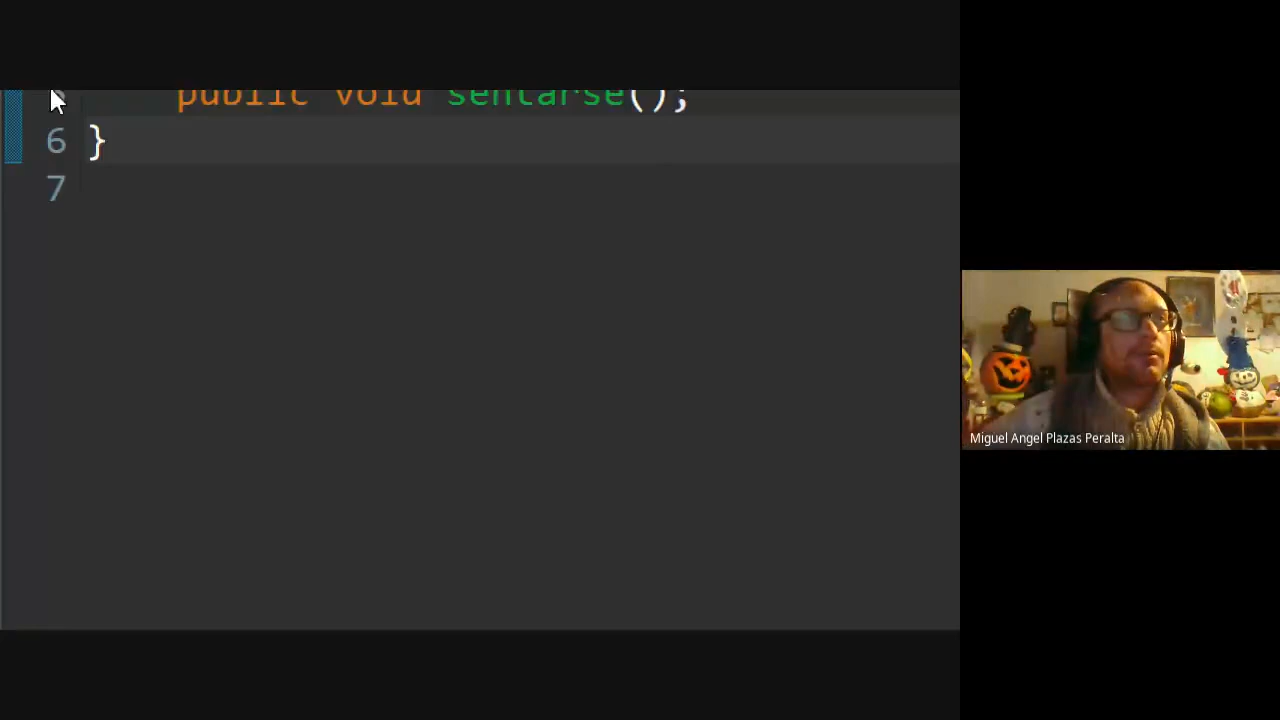 public void sentarse();
6 }
7
Miguel Angel Plazas Peralta